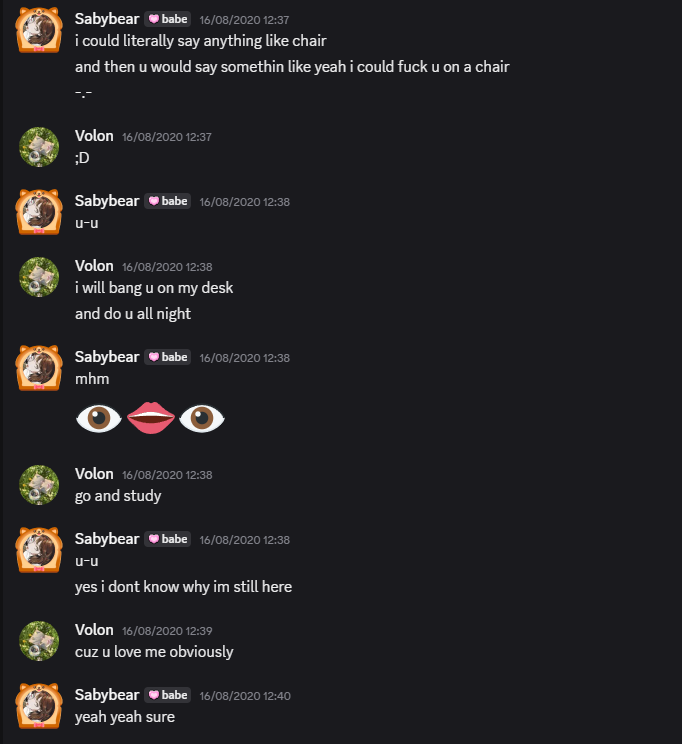 Sabybear babe 16/08/2020 12:37
i could literally say anything like chair
and then u would say somethin like yeah i could fuck u on a chair
-.-
Volon 16/08/2020 12:37
;D
Sabybear babe 16/08/2020 12:38
u-u
Volon 16/08/2020 12:38
i will bang u on my desk
and do u all night
Sabybear babe 16/08/2020 12:38
mhm
Volon 16/08/2020 12:38
go and study
Sabybear babe 16/08/2020 12:38
u-u
yes i dont know why im still here
Volon 16/08/2020 12:39
cuz u love me obviously
Sabybear babe 16/08/2020 12:40
yeah yeah sure